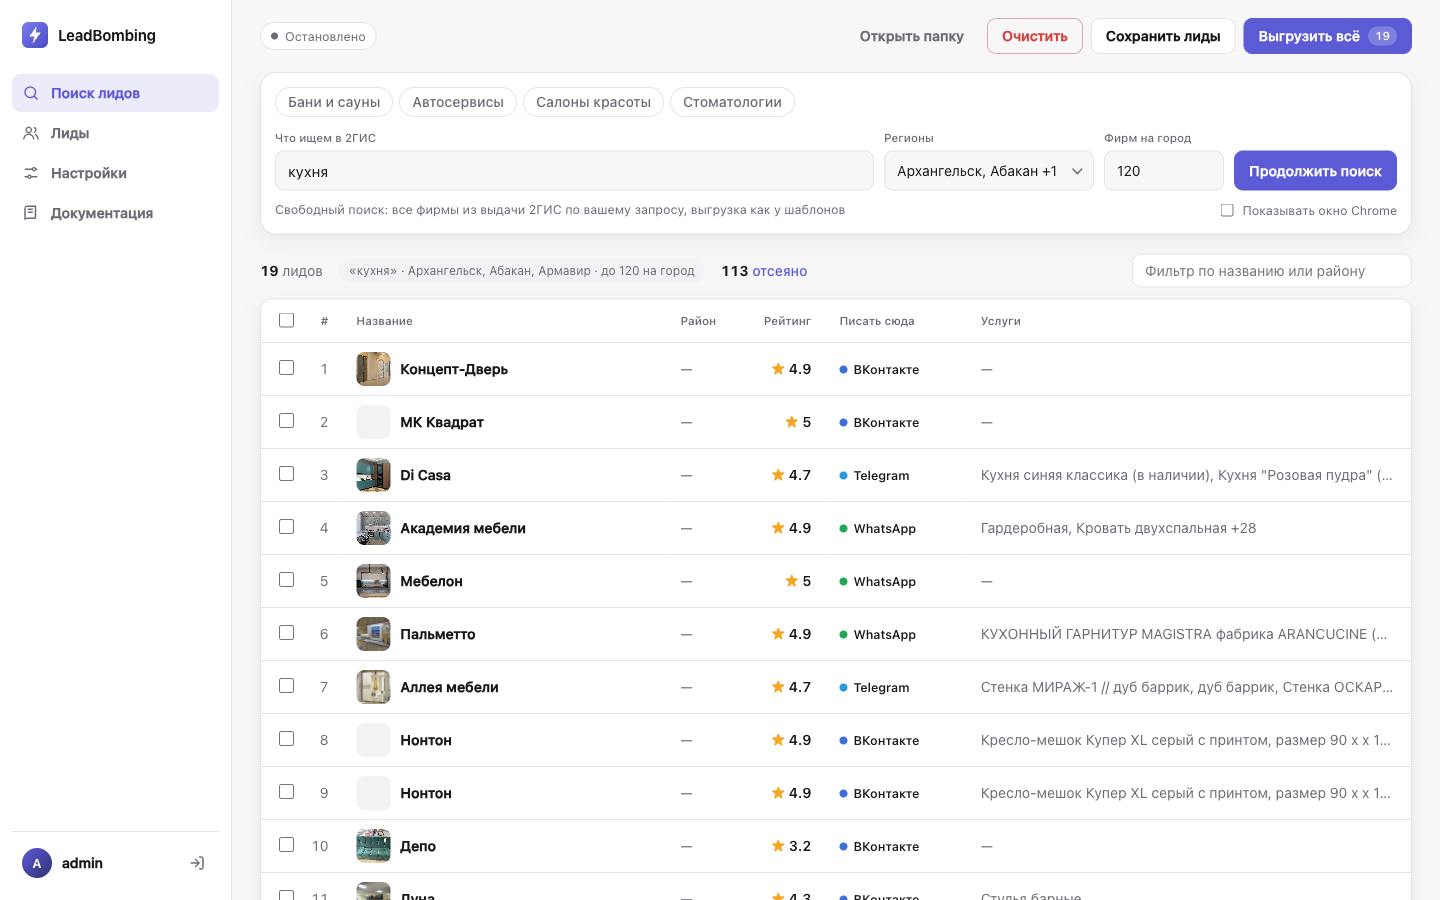 LeadBombing
Остановлено
Открыть папку
Очистить
Сохранить лиды
Выгрузить всё 19
Поиск лидов
Лиды
Настройки
Документация
Бани и сауны
Автосервисы
Салоны красоты
Стоматологии
Что ищем в 2ГИС
Регионы
Фирм на город
кухня
Архангельск, Абакан +1
120
Продолжить поиск
Свободный поиск: все фирмы из выдачи 2ГИС по вашему запросу, выгрузка как у шаблонов
Показывать окно Chrome
19 лидов
«кухня» · Архангельск, Абакан, Армавир · до 120 на город
113 отсеяно
Фильтр по названию или району
# Название Район Рейтинг Писать сюда Услуги
1 Концепт-Дверь — 4.9 ВКонтакте —
2 МК Квадрат — 5 ВКонтакте —
3 Di Casa — 4.7 Telegram Кухня синяя классика (в наличии), Кухня "Розовая пудра" (...
4 Академия мебели — 4.9 WhatsApp Гардеробная, Кровать двухспальная +28
5 Мебелон — 5 WhatsApp —
6 Пальметто — 4.9 WhatsApp КУХОННЫЙ ГАРНИТУР MAGISTRA фабрика ARANCUCINE (...
7 Аллея мебели — 4.7 Telegram Стенка МИРАЖ-1 // дуб баррик, дуб баррик, Стенка ОСКАР...
8 Нонтон — 4.9 ВКонтакте Кресло-мешок Купер XL серый с принтом, размер 90 х х 1...
9 Нонтон — 4.9 ВКонтакте Кресло-мешок Купер XL серый с принтом, размер 90 х х 1...
10 Депо — 3.2 ВКонтакте —
11 Луна — 4.3 ВКонтакте Стулья барные
A admin